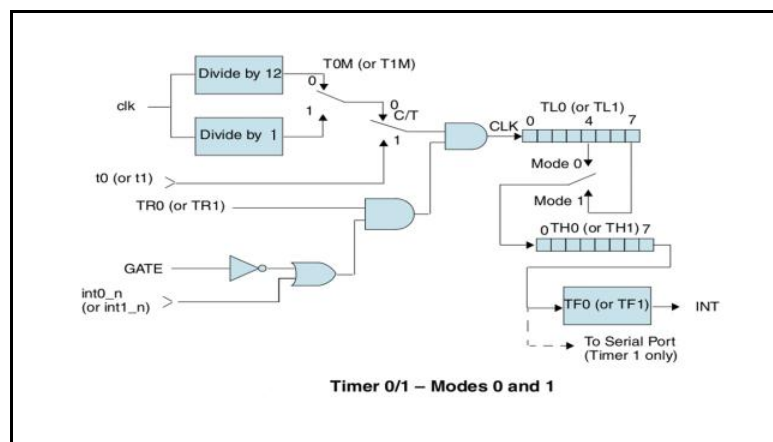 T0M (or T1M)
Divide by 12
0
clk
1
Divide by 1
0
C/T
1
CLK
TL0 (or TL1)
0 4 7
t0 (or t1)
TR0 (or TR1)
Mode 0
Mode 1
TH0 (or TH1)
0 7
GATE
int0_n
(or int1_n)
TF0 (or TF1)
INT
To Serial Port
(Timer 1 only)
Timer 0/1 – Modes 0 and 1